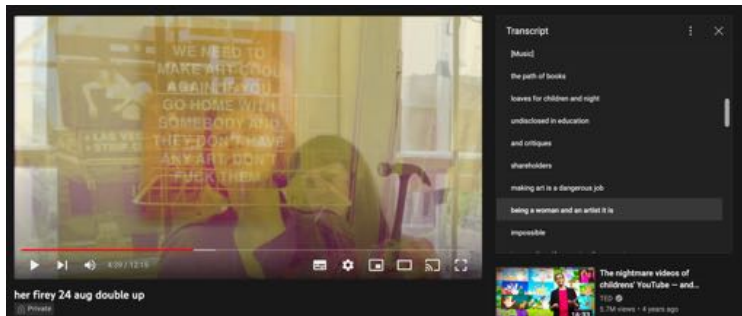 WE NEED TO
MAKE ART COOL
AGAIN. IF YOU
GO HOME WITH
SOMEBODY AND
THEY DON'T HAVE
ANY ART, DON'T
FUCK THEM
LAS VE
STRIP C
4:39 / 12:15
her firey 24 aug double up
Private
Transcript
[Music]
the path of books
loaves for children and night
undisclosed in education
and critiques
shareholders
making art is a dangerous job
being a woman and an artist it is
impossible
14:33
The nightmare videos of
childrens' YouTube — and...
TED
5.7M views • 4 years ago